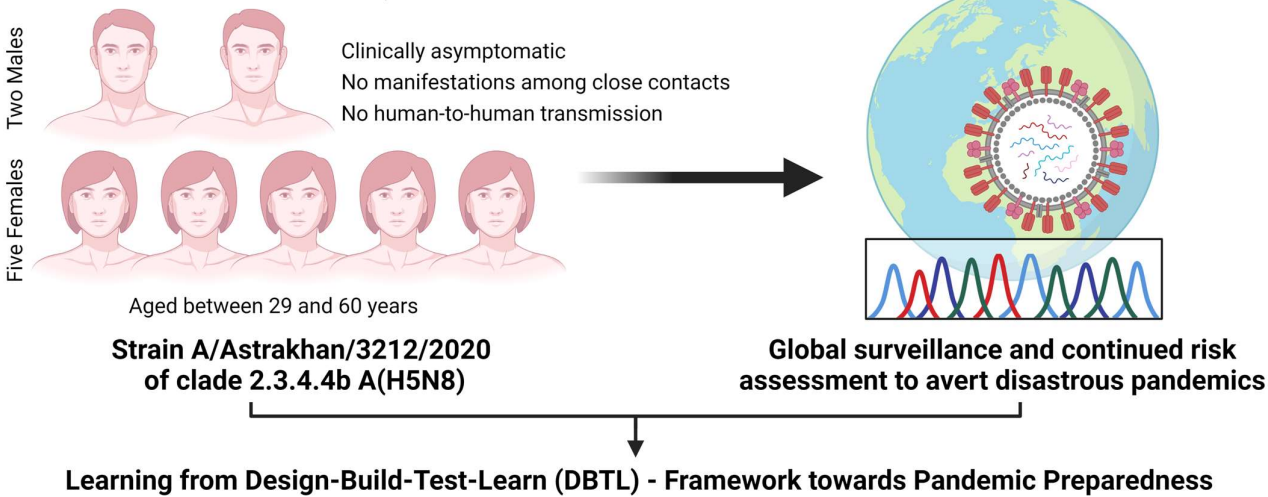 Two Males
Clinically asymptomatic
No manifestations among close contacts
No human-to-human transmission
Five Females
Aged between 29 and 60 years
Strain A/Astrakhan/3212/2020
of clade 2.3.4.4b A(H5N8)
Global surveillance and continued risk
assessment to avert disastrous pandemics
Learning from Design-Build-Test-Learn (DBTL) - Framework towards Pandemic Preparedness